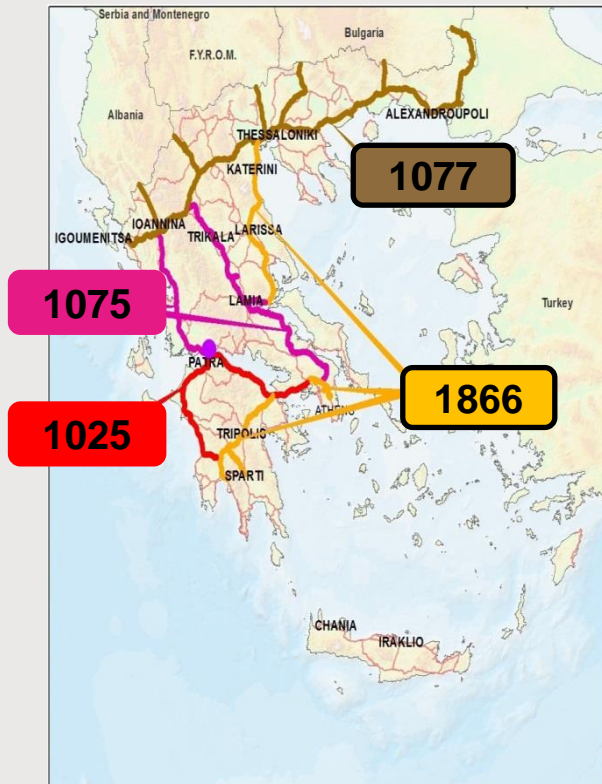 Serbia and Montenegro
Bulgaria
F.Y.R.O.M.
Albania
ALEXANDROUPOLI
THESSALONIKI
KATERINI
1077
IOANNINA
IGOUMENITSA
TRIKALA
LARISSA
1075
LAMIA
Turkey
PATRA
1866
ATHENS
1025
TRIPOLIS
SPARTI
CHANIA
IRAKLIO